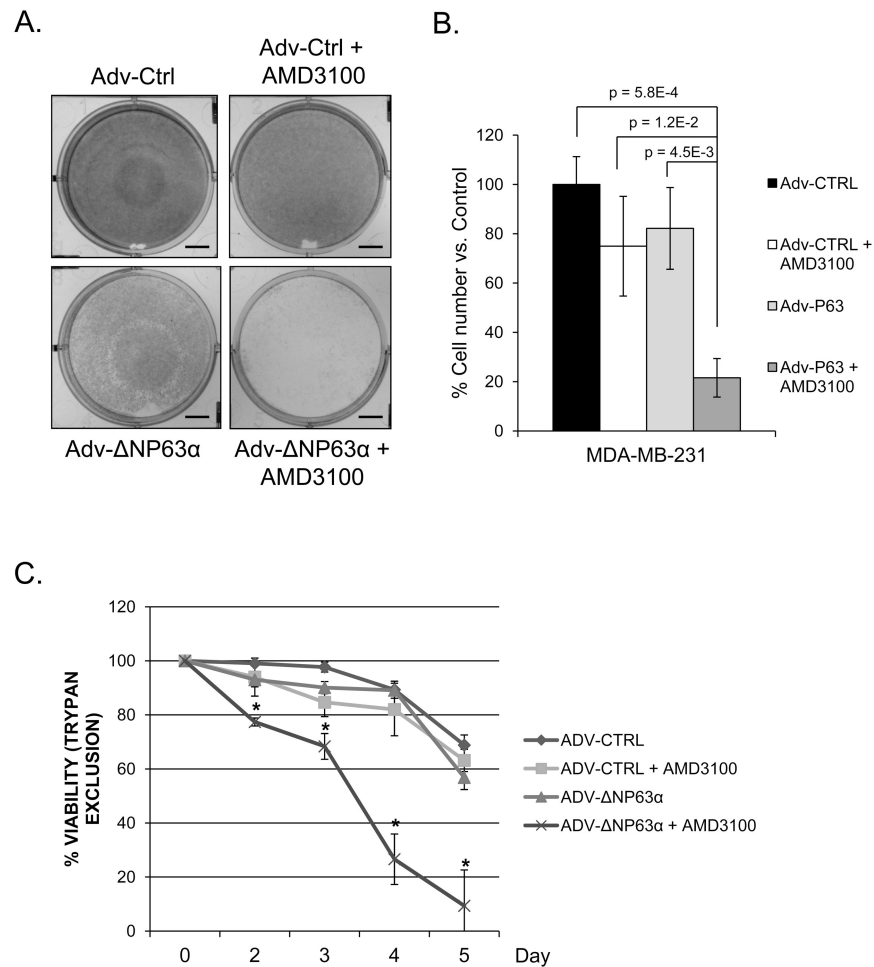 A.
Adv-Ctrl
Adv-Ctrl +
AMD3100
Adv-ΔNP63α
Adv-ΔNP63α +
AMD3100
B.
p = 5.8E-4
p = 1.2E-2
p = 4.5E-3
% Cell number vs. Control
120
100
80
60
40
20
0
MDA-MB-231
Adv-CTRL
Adv-CTRL +
AMD3100
Adv-P63
Adv-P63 +
AMD3100
C.
% VIABILITY (TRYPAN
EXCLUSION)
120
100
80
60
40
20
0
*
*
*
*
0 2 3 4 5 Day
ADV-CTRL
ADV-CTRL + AMD3100
ADV-ΔNP63α
ADV-ΔNP63α + AMD3100